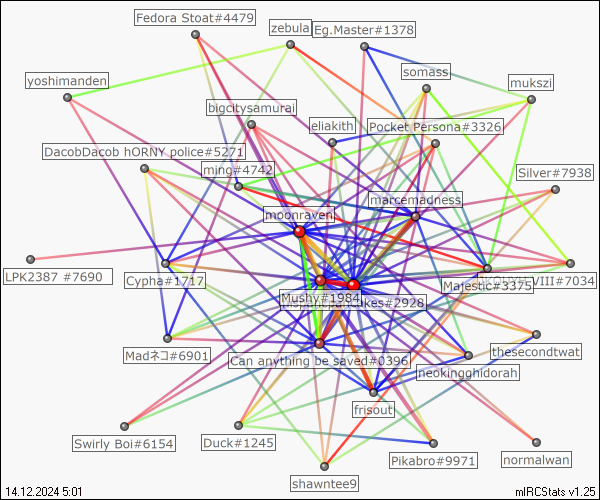 Fedora Stoat#4479
zebula
Eg.Master#1378
somass
yoshimanden
mukszi
bigcitysamurai
eliakith
Pocket Persona#3326
DacobDacob hORNY police#5271
ming#4742
Silver#7938
marcemadness
moonraven
LPK2387 #7690
Cypha#1717
VIII#7034
Majestic#3375
Mushy#1984
cakes#2928
Madネコ#6901
Can anything be saved#0396
thesecondtwat
neokingghidorah
frisout
Swirly Boi#6154
Duck#1245
Pikabro#9971
normalwan
shawntee9
14.12.2024 5:01
mIRCStats v1.25